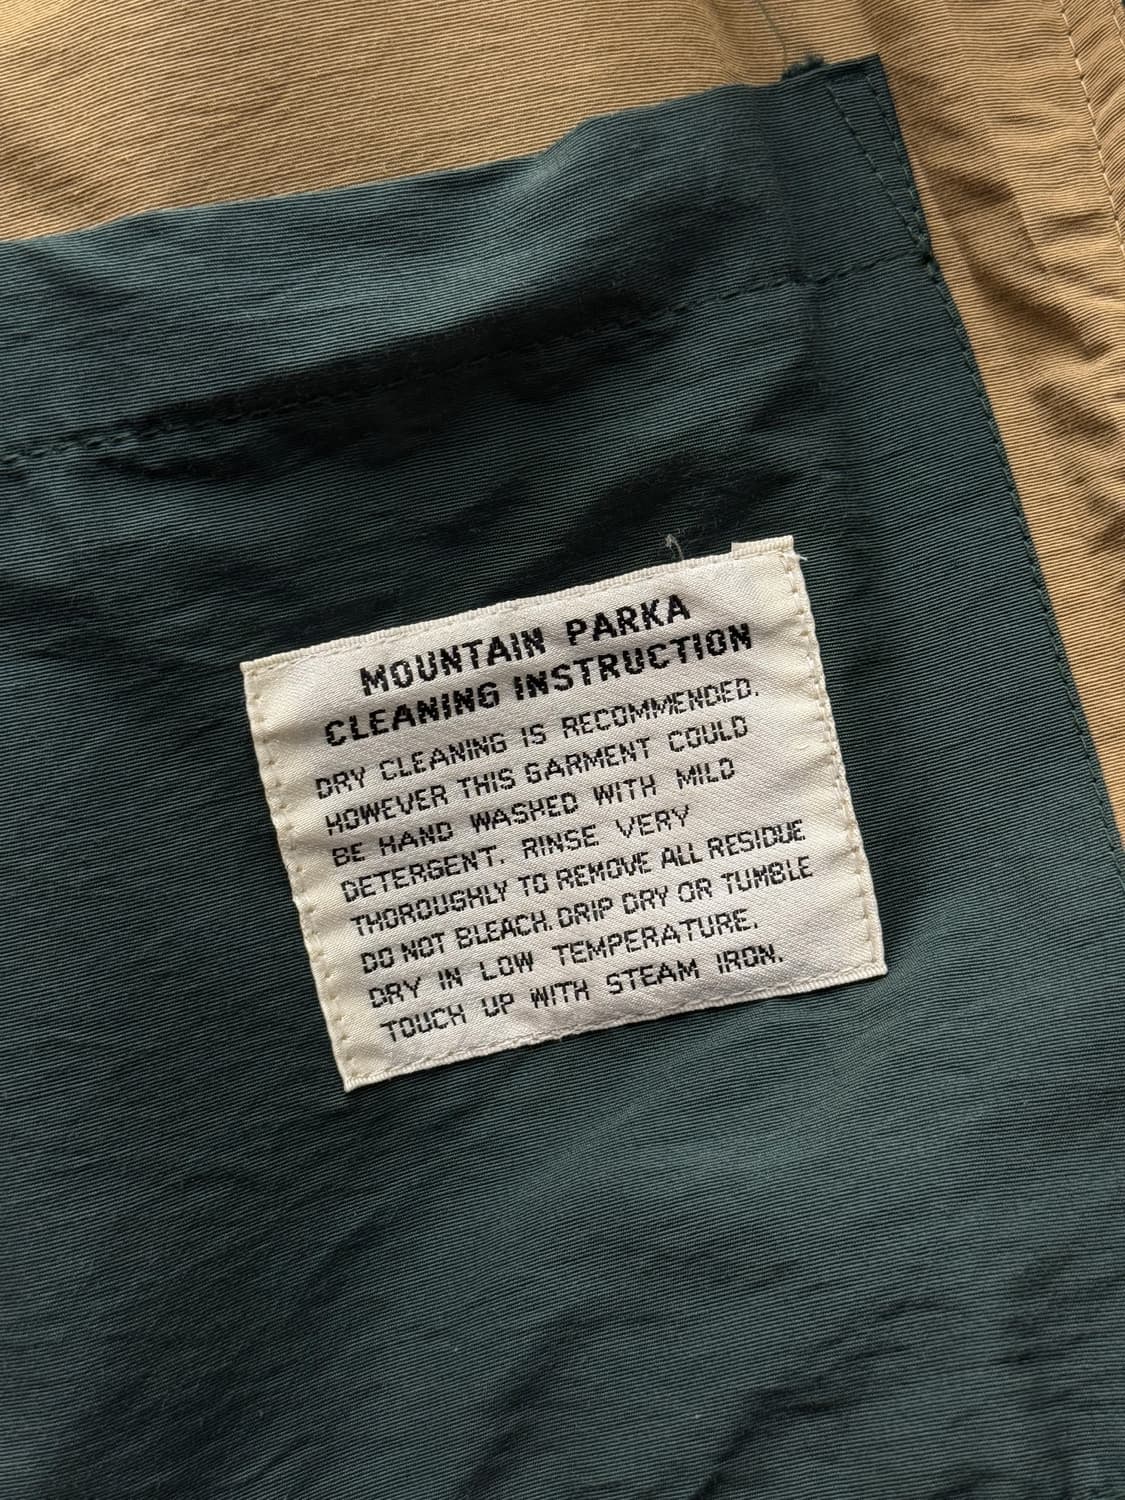 MOUNTAIN PARKA
CLEANING INSTRUCTION
DRY CLEANING IS RECOMMENDED.
HOWEVER THIS GARMENT COULD
BE HAND WASHED WITH MILD
DETERGENT. RINSE VERY
THOROUGHLY TO REMOVE ALL RESIDUE
DO NOT BLEACH. DRIP DRY OR TUMBLE
DRY IN LOW TEMPERATURE.
TOUCH UP WITH STEAM IRON.